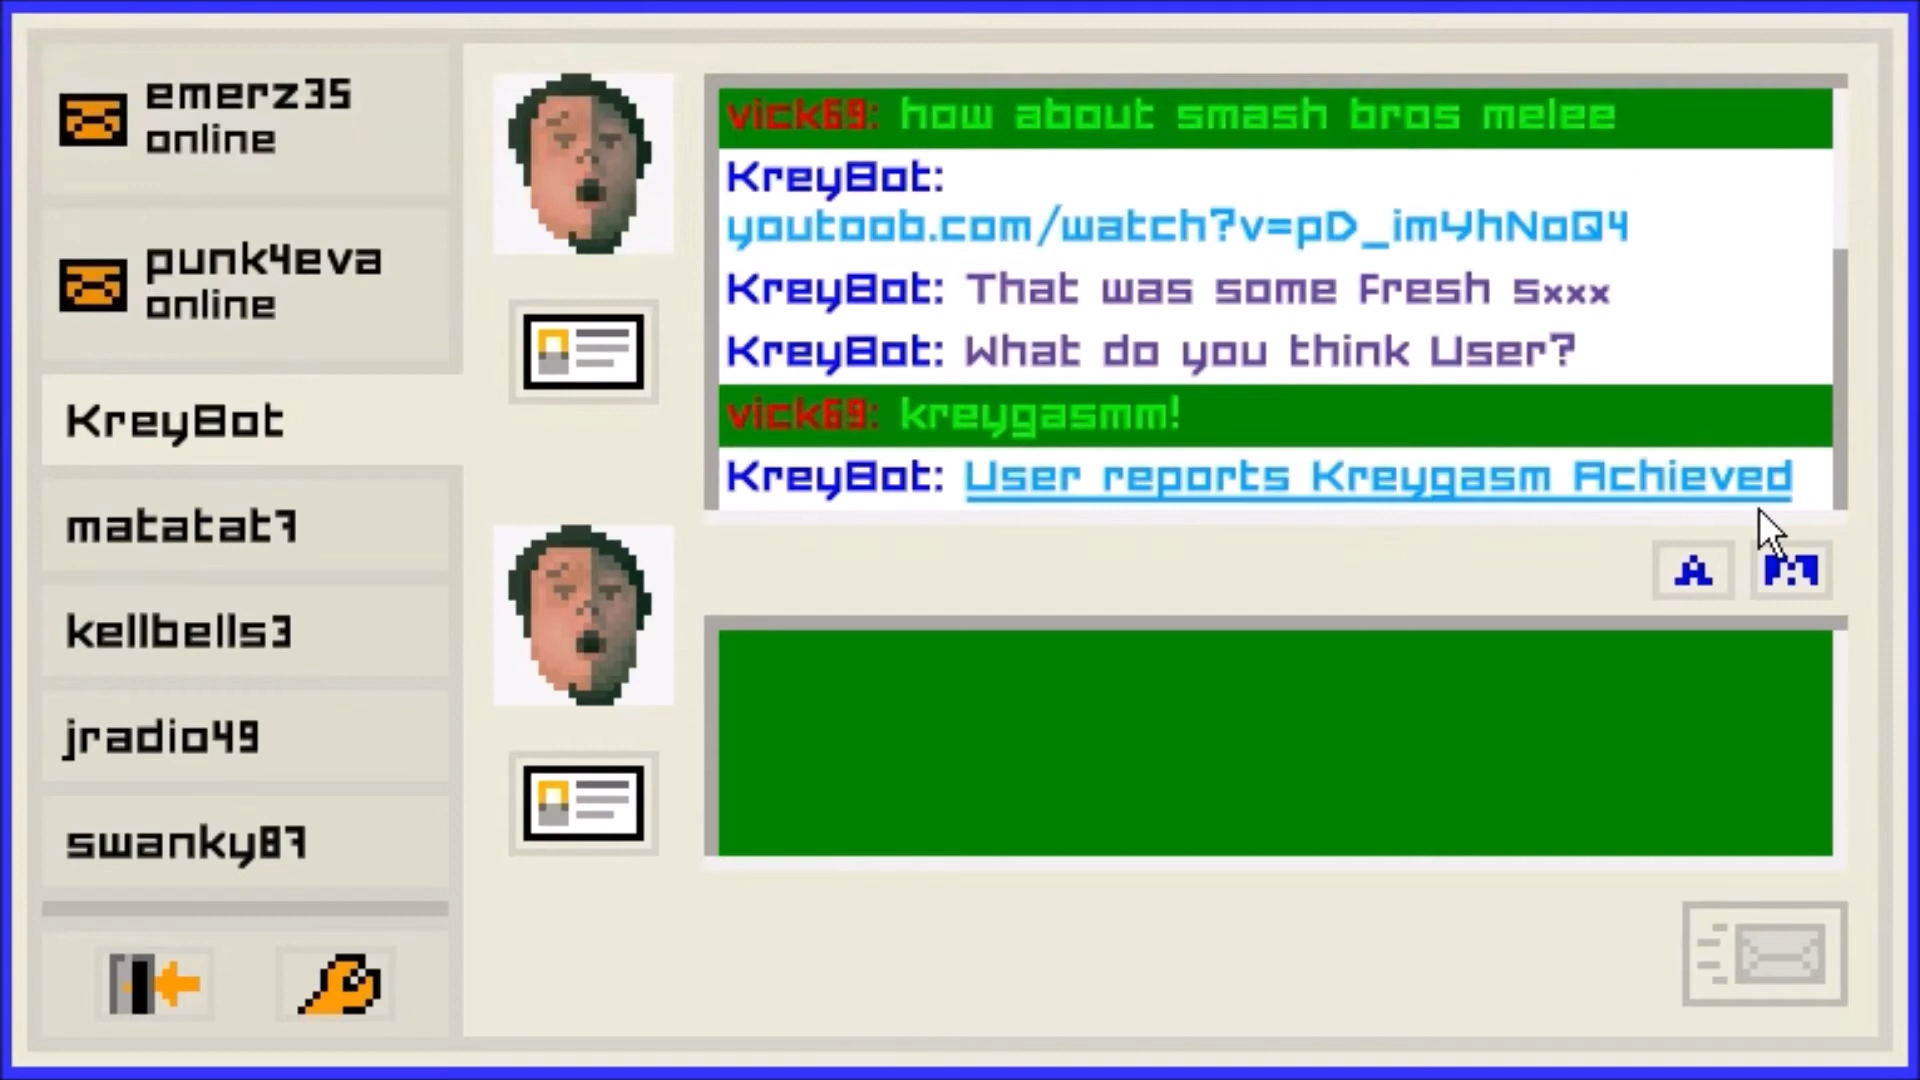 emerz35
online
punk4eva
online
KreyBot
matatat7
kellbells3
jradio49
swanky87
vick69: how about smash bros melee
KreyBot:
youtoob.com/watch?v=pD_imYhNoQ4
KreyBot: That was some fresh sxxx
KreyBot: What do you think User?
vick69: kreygasmm!
KreyBot: User reports Kreygasm Achieved
A